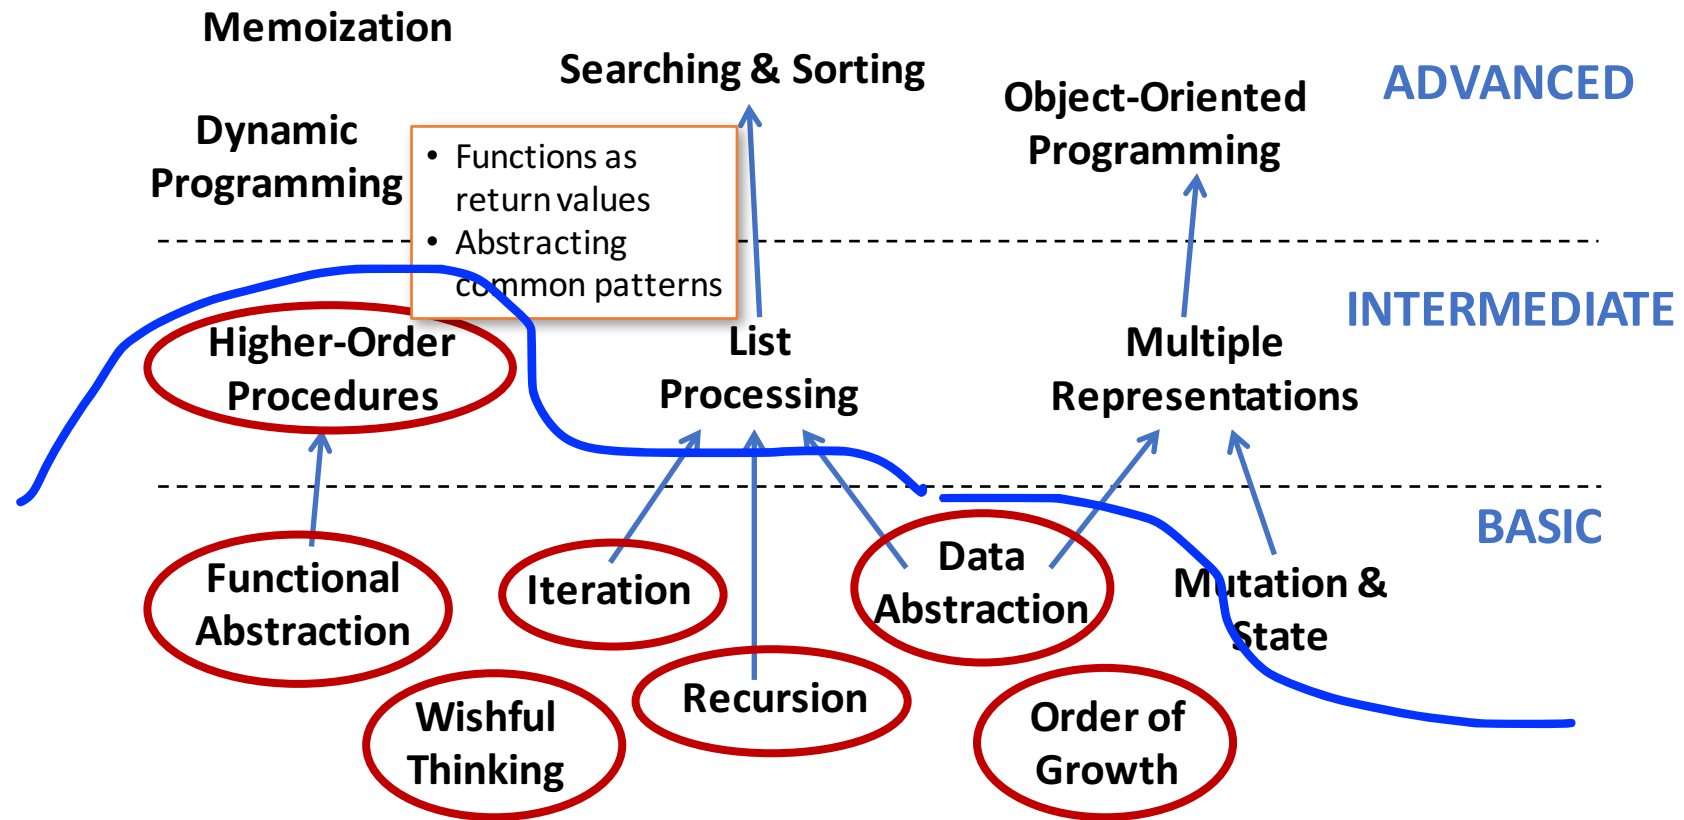 Memoization
Searching & Sorting
ADVANCED
Object-Oriented
Programming
Dynamic
Programming
• Functions as
return values
• Abstracting
common patterns
INTERMEDIATE
Higher-Order
Procedures
List
Processing
Multiple
Representations
BASIC
Functional
Abstraction
Iteration
Data
Abstraction
Mutation &
State
Wishful
Thinking
Recursion
Order of
Growth